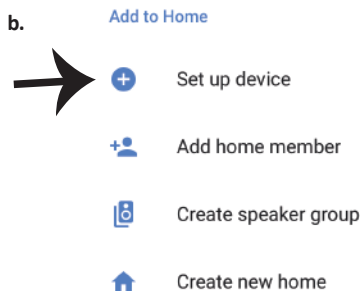 b.
Add to Home
Set up device
Add home member
Create speaker group
Create new home